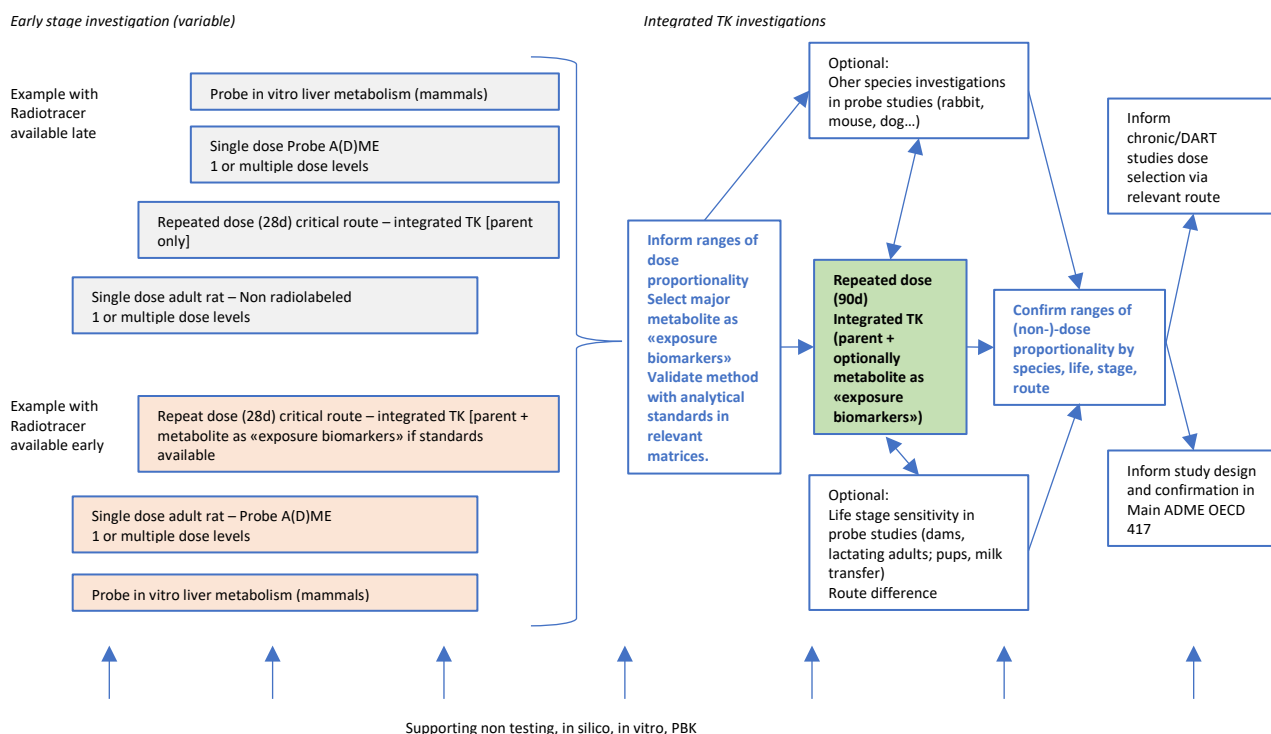 Early stage investigation (variable)
Integrated TK investigations
Example with
Radiotracer
available late
Probe in vitro liver metabolism (mammals)
Single dose Probe A(D)ME
1 or multiple dose levels
Repeated dose (28d) critical route – integrated TK [parent
only]
Single dose adult rat – Non radiolabeled
1 or multiple dose levels
Example with
Radiotracer
available early
Repeat dose (28d) critical route – integrated TK [parent +
metabolite as «exposure biomarkers» if standards
available
Single dose adult rat – Probe A(D)ME
1 or multiple dose levels
Probe in vitro liver metabolism (mammals)
Inform ranges of
dose
proportionality
Select major
metabolite as
«exposure
biomarkers»
Validate method
with analytical
standards in
relevant
matrices.
Optional:
Oher species investigations
in probe studies (rabbit,
mouse, dog…)
Repeated dose
(90d)
Integrated TK
(parent +
optionally
metabolite as
«exposure
biomarkers»)
Optional:
Life stage sensitivity in
probe studies (dams,
lactating adults; pups, milk
transfer)
Route difference
Confirm ranges of
(non-)-dose
proportionality by
species, life, stage,
route
Inform
chronic/DART
studies dose
selection via
relevant route
Inform study design
and confirmation in
Main ADME OECD
417
Supporting non testing, in silico, in vitro, PBK